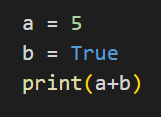 a = 5
b = True
print(a+b)